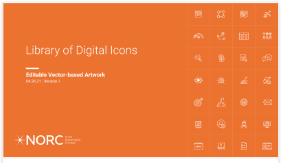 Library of Digital Icons
Editable Vector-based Artwork
NORC